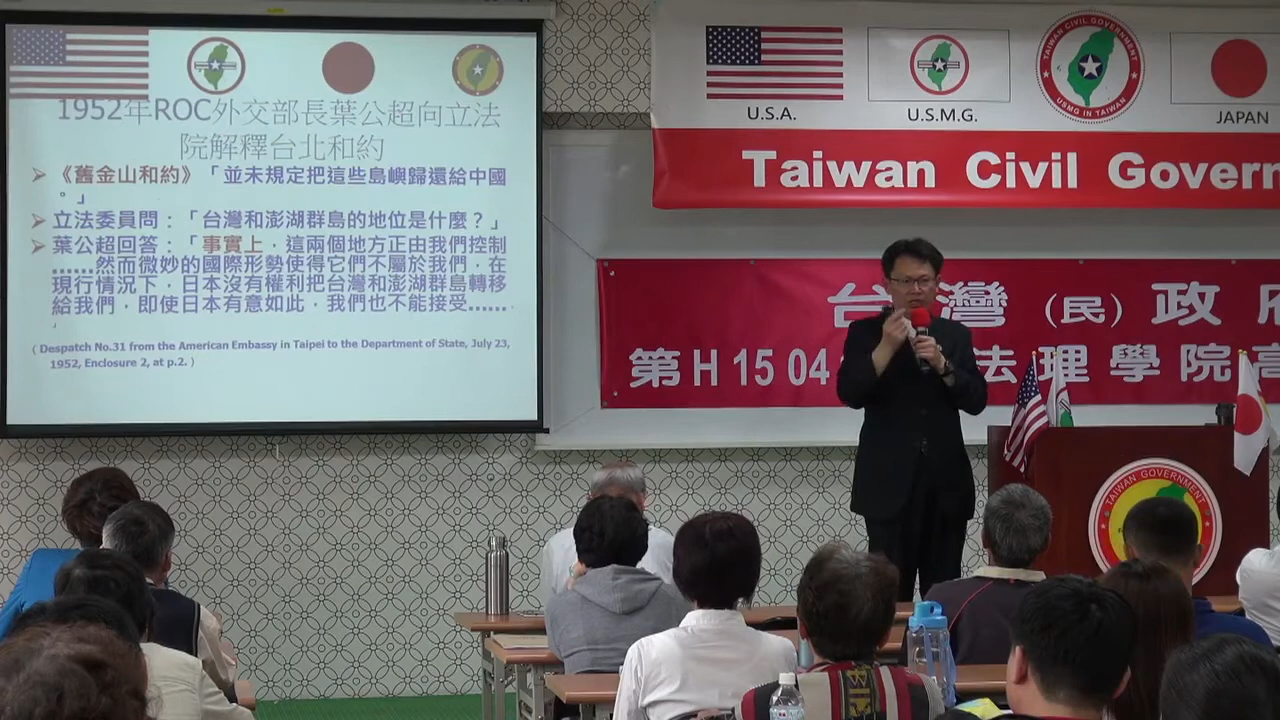 1952年ROC外交部長葉公超向立法
院解釋台北和約
《舊金山和約》「並未規定把這些島嶼歸還給中國
。」
立法委員問：「台灣和澎湖群島的地位是什麼？」
葉公超回答：「事實上，這兩個地方正由我們控制
......然而微妙的國際形勢使得它們不屬於我們．在
現行情況下，日本沒有權利把台灣和澎湖群島轉移
給我們，即使日本有意如此，我們也不能接受......
」
（Despatch No.31 from the American Embassy in Taipei to the Department of State, July 23,
1952, Enclosure 2, at p.2.）
U.S.A.
U.S.M.G.
TAIWAN CIVIL GOVERNMENT
USMG IN TAIWAN
JAPAN
Taiwan Civil Govern
台灣（民）政府
第H 15 04
法理學院高
TAIWAN GOVERNMENT